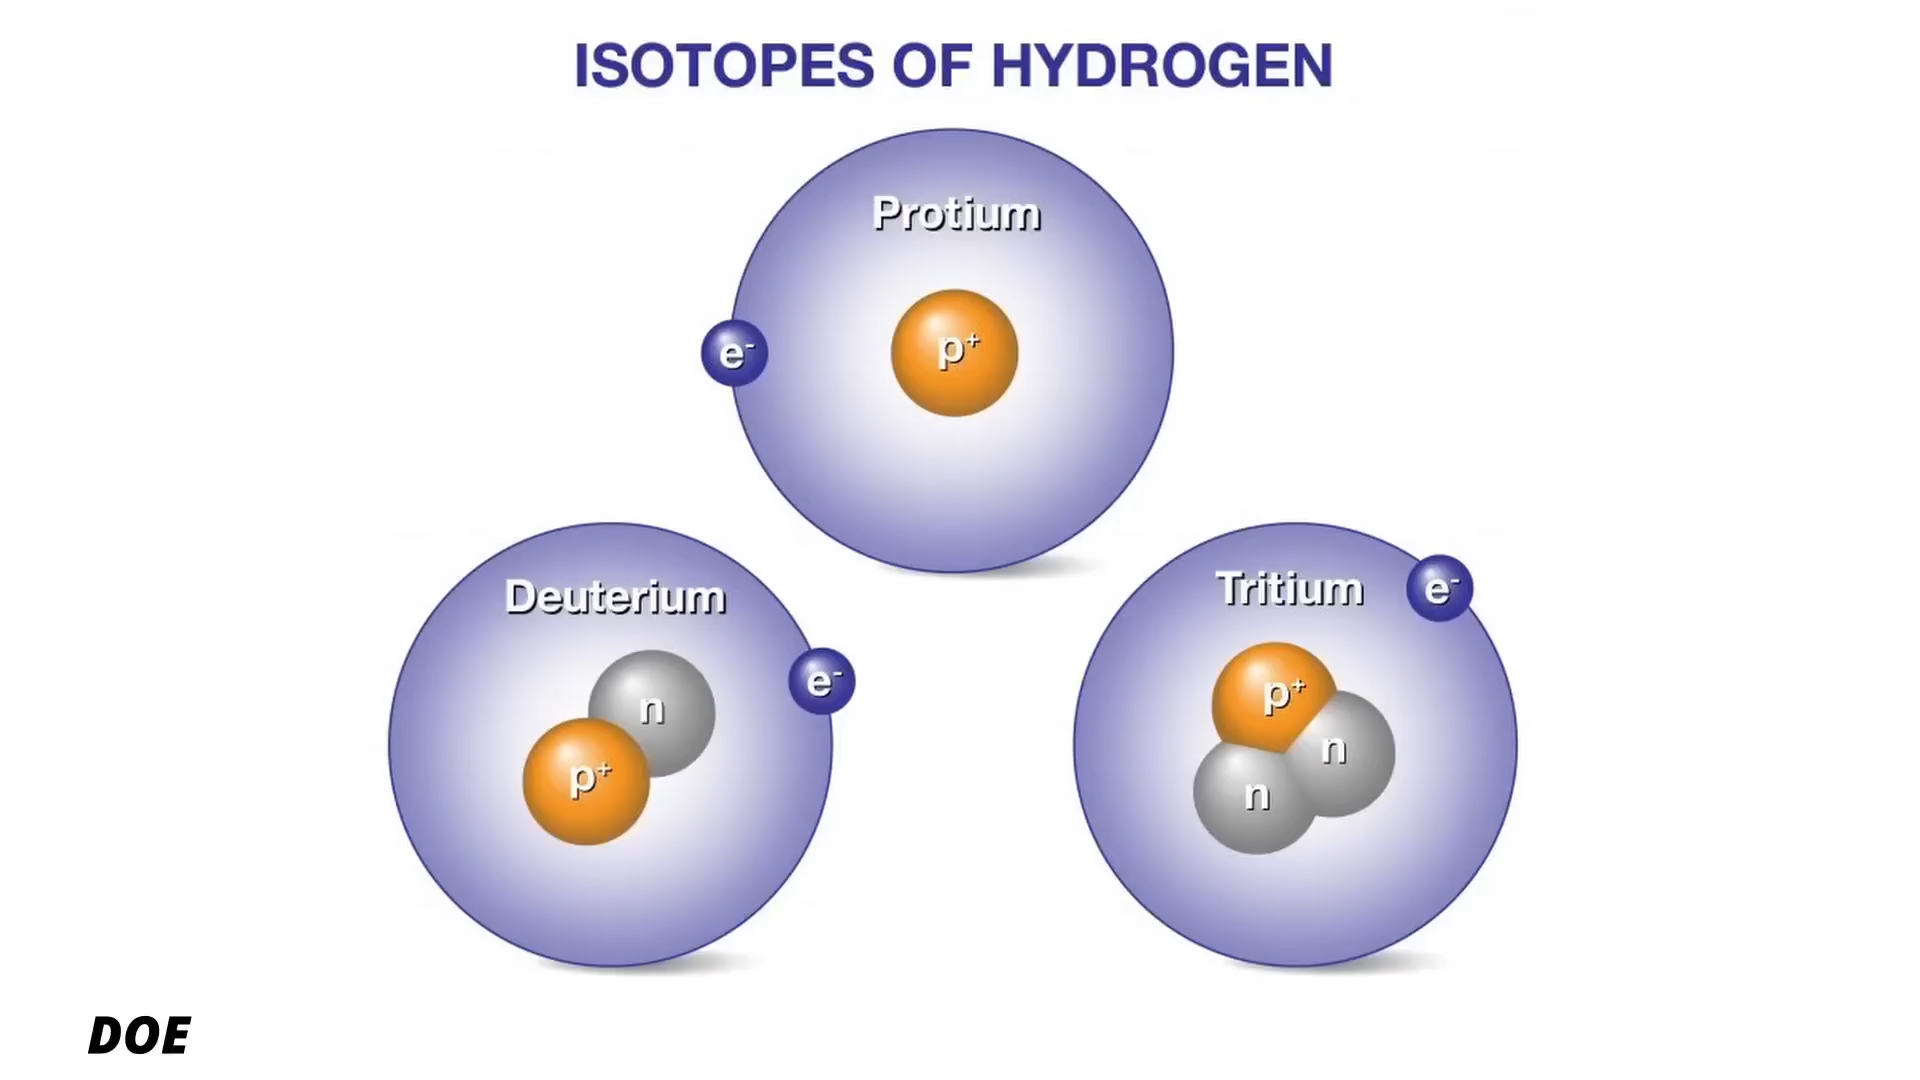 ISOTOPES OF HYDROGEN
Protium
p⁺
e⁻
Deuterium
n
e⁻
p⁺
Tritium
e⁻
p⁺
n
n
DOE